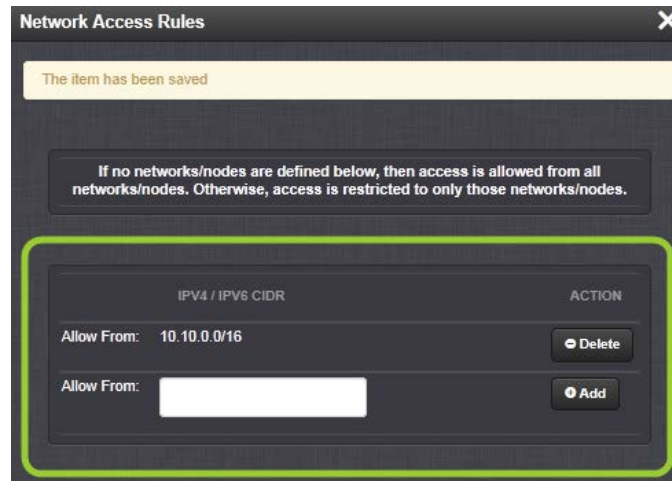 Network Access Rules
The item has been saved
If no networks/nodes are defined below, then access is allowed from all
networks/nodes. Otherwise, access is restricted to only those networks/nodes.
IPV4 / IPV6 CIDR ACTION
Allow From: 10.10.0.0/16 Delete
Allow From: Add